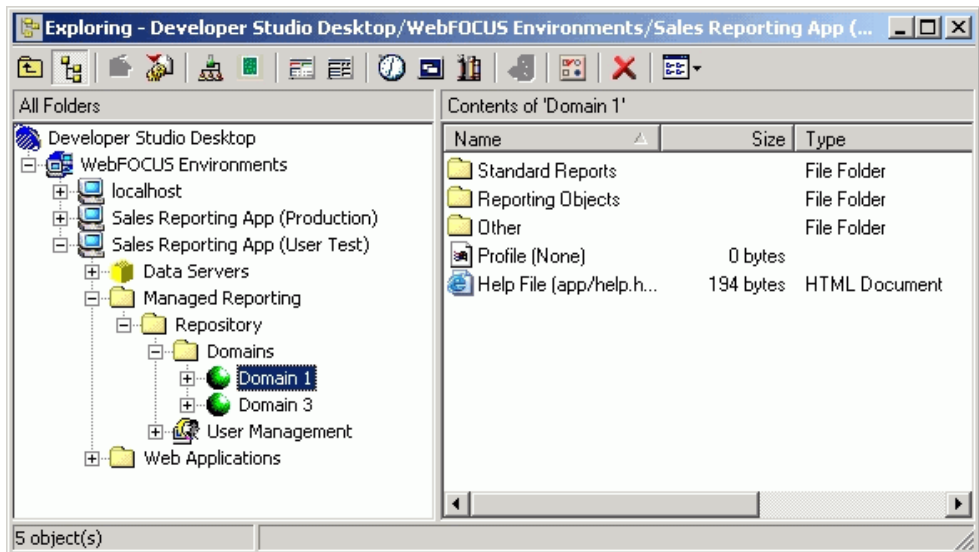 Exploring - Developer Studio Desktop/WebFOCUS Environments/Sales Reporting App (...
All Folders
Contents of 'Domain 1'
Developer Studio Desktop
WebFOCUS Environments
localhost
Sales Reporting App (Production)
Sales Reporting App (User Test)
Data Servers
Managed Reporting
Repository
Domains
Domain 1
Domain 3
User Management
Web Applications
Name Size Type
Standard Reports File Folder
Reporting Objects File Folder
Other File Folder
Profile (None) 0 bytes
Help File (app/help.h... 194 bytes HTML Document
5 object(s)